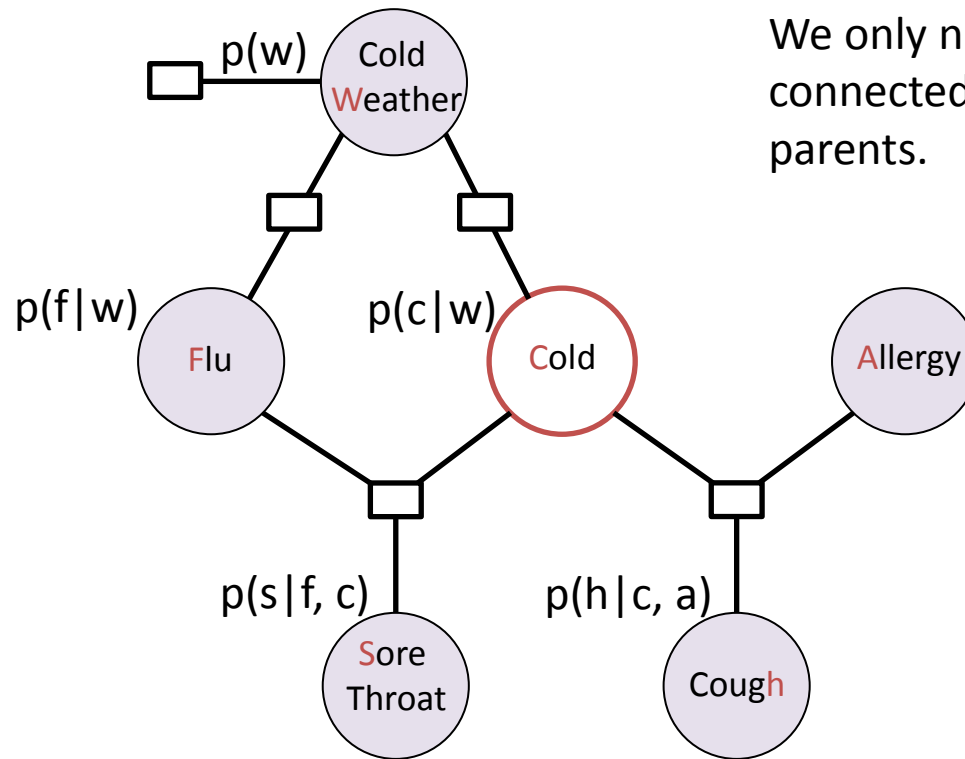 p(w)
Cold
Weather
We only
connected
parents.
p(f|w)
p(c|w)
Flu
Cold
Allergy
p(s|f, c)
p(h|c, a)
Sore
Throat
Cough